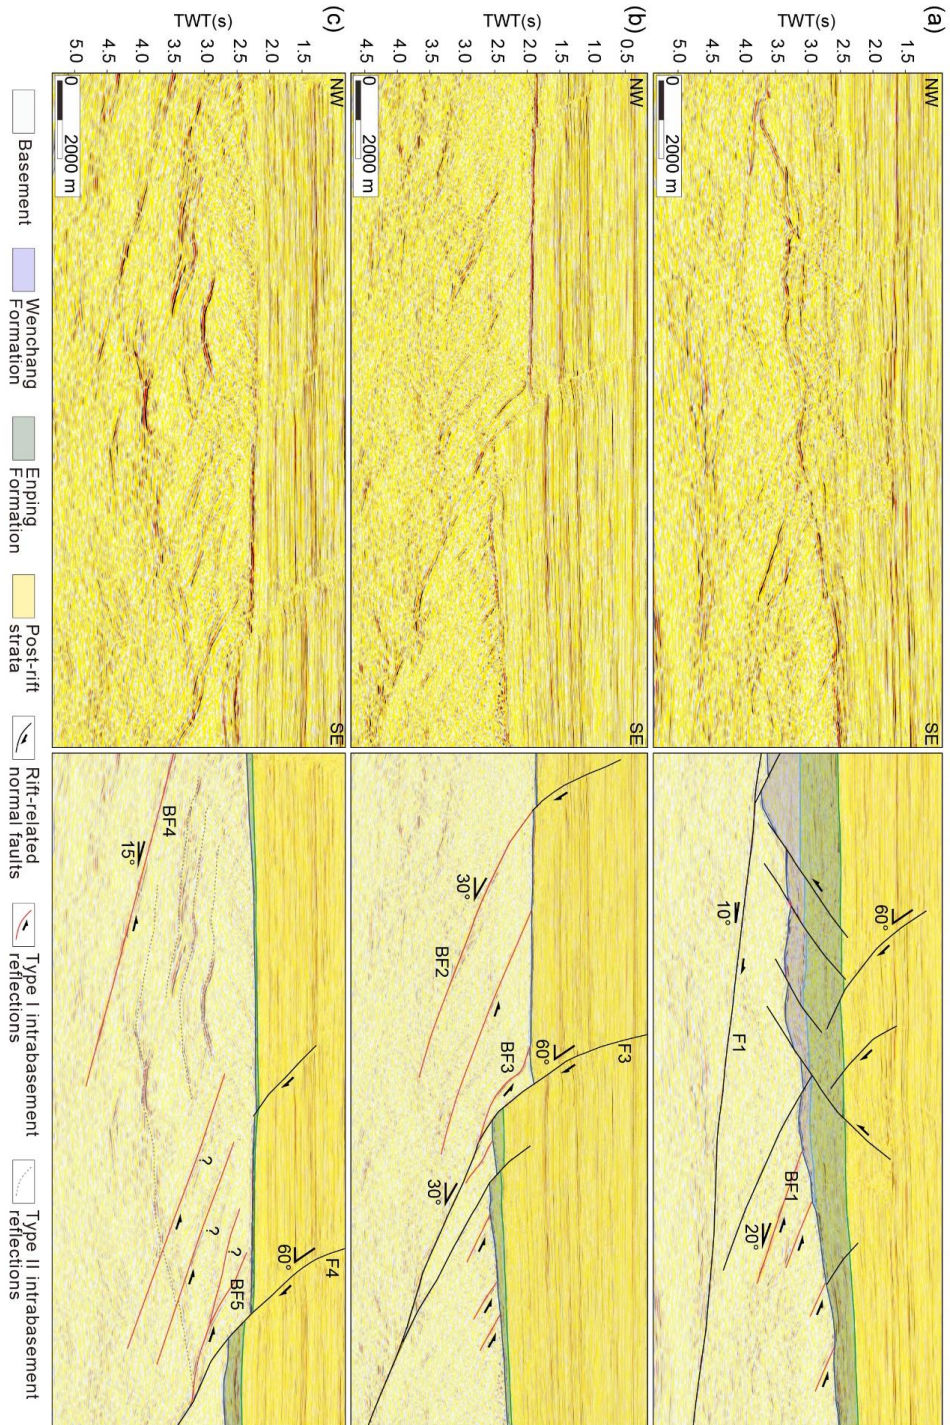 (a)
TWT(s)
1.5
2.0
2.5
3.0
3.5
4.0
4.5
5.0
NW
SE
0
2000 m
60°
10°
F1
BF1
20°
(b)
TWT(s)
0.5
1.0
1.5
2.0
2.5
3.0
3.5
4.0
4.5
NW
SE
0
2000 m
30°
BF2
BF3
60°
F3
30°
(c)
TWT(s)
1.5
2.0
2.5
3.0
3.5
4.0
4.5
5.0
NW
SE
0
2000 m
BF4
15°
?
?
?
BF5
60°
F4
Basement
Wenchang
Formation
Enping
Formation
Post-rift
strata
Rift-related
normal faults
Type I intrabasement
reflections
Type II intrabasement
reflections